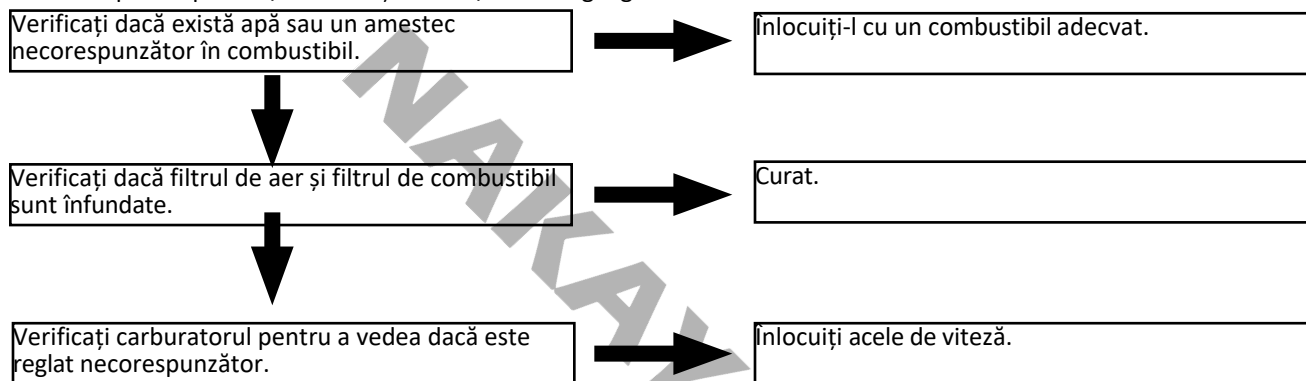 Verificați dacă există apă sau un amestec
necorespunzător în combustibil.
Înlocuiți-l cu un combustibil adecvat.
Verificați dacă filtrul de aer și filtrul de combustibil
sunt înfundate.
Curat.
Verificați carburatorul pentru a vedea dacă este
reglat necorespunzător.
Înlocuiți acele de viteză.
NAKAY